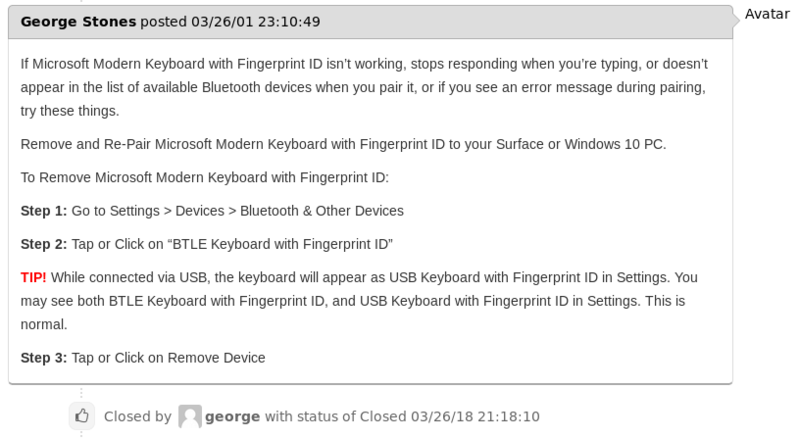 George Stones posted 03/26/01 23:10:49
Avatar
If Microsoft Modern Keyboard with Fingerprint ID isn’t working, stops responding when you’re typing, or doesn’t
appear in the list of available Bluetooth devices when you pair it, or if you see an error message during pairing,
try these things.
Remove and Re-Pair Microsoft Modern Keyboard with Fingerprint ID to your Surface or Windows 10 PC.
To Remove Microsoft Modern Keyboard with Fingerprint ID:
Step 1: Go to Settings > Devices > Bluetooth & Other Devices
Step 2: Tap or Click on “BTLE Keyboard with Fingerprint ID”
TIP! While connected via USB, the keyboard will appear as USB Keyboard with Fingerprint ID in Settings. You
may see both BTLE Keyboard with Fingerprint ID, and USB Keyboard with Fingerprint ID in Settings. This is
normal.
Step 3: Tap or Click on Remove Device
Closed by george with status of Closed 03/26/18 21:18:10